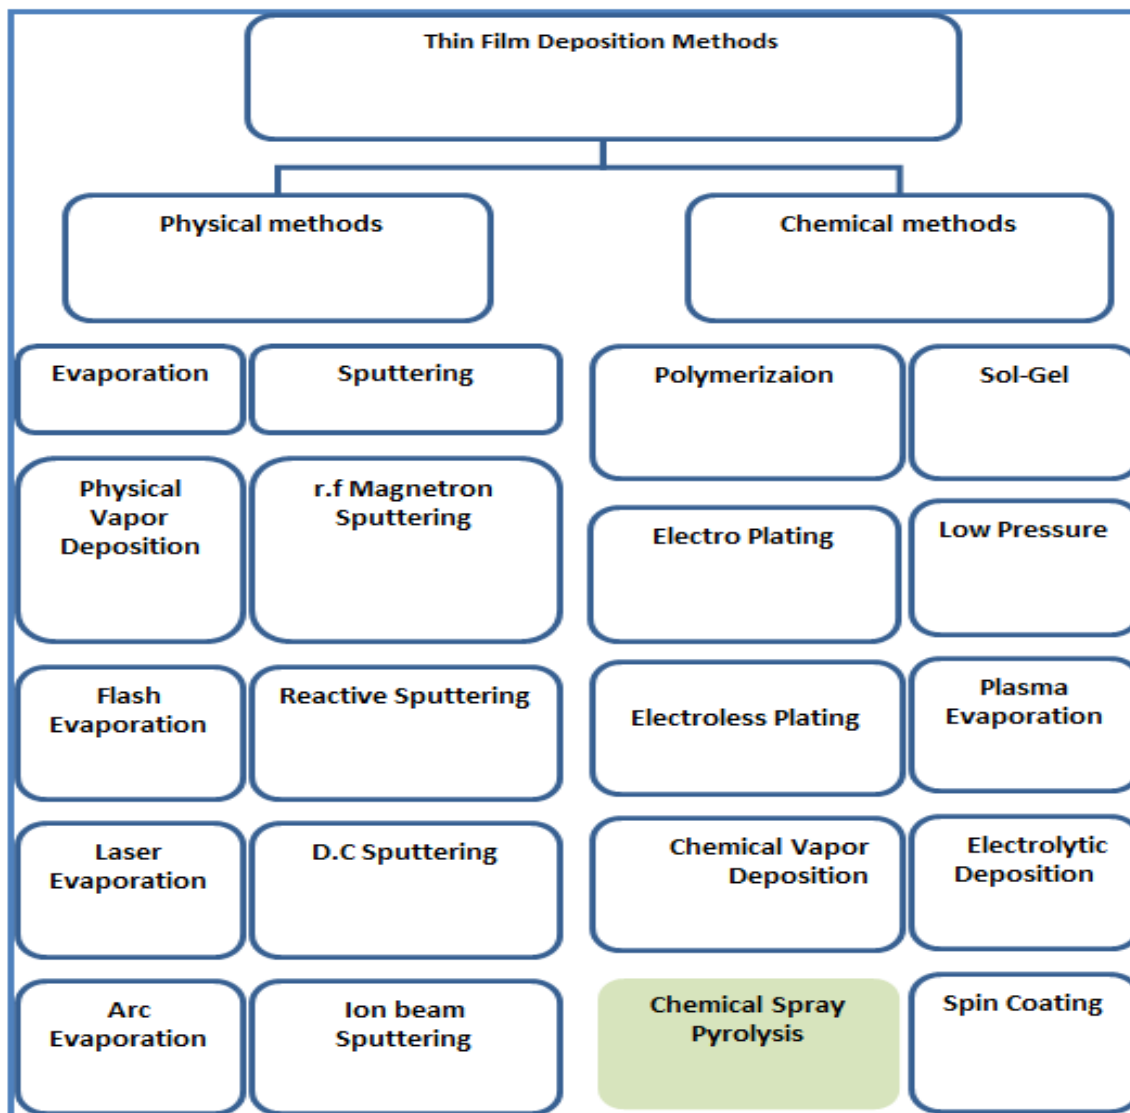 Thin Film Deposition Methods
Physical methods
Chemical methods
Evaporation
Sputtering
Polymerizaion
Sol-Gel
Physical
Vapor
Deposition
r.f Magnetron
Sputtering
Electro Plating
Low Pressure
Flash
Evaporation
Reactive Sputtering
Electroless Plating
Plasma
Evaporation
Laser
Evaporation
D.C Sputtering
Chemical Vapor
Deposition
Electrolytic
Deposition
Arc
Evaporation
Ion beam
Sputtering
Chemical Spray
Pyrolysis
Spin Coating